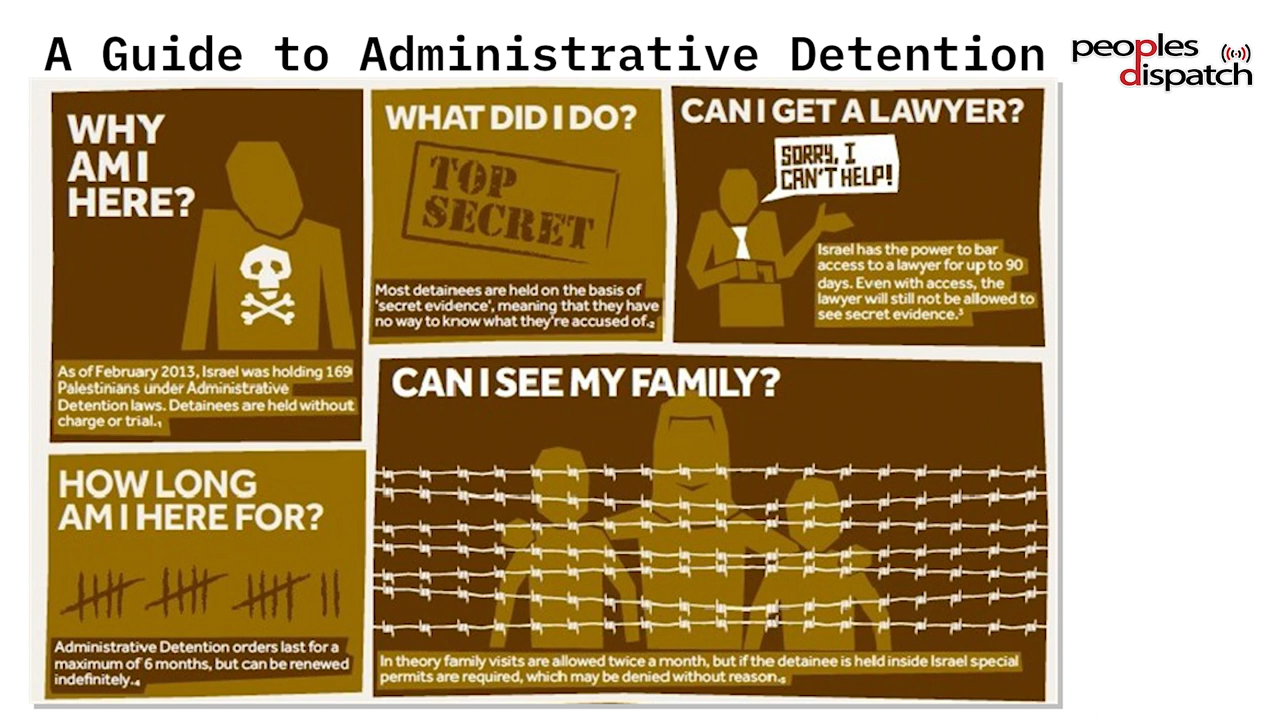 A Guide to Administrative Detention
peoples
dispatch
WHY
AM I
HERE?
As of February 2013, Israel was holding 169
Palestinians under Administrative
Detention laws. Detainees are held without
charge or trial.1
WHAT DID I DO?
TOP
SECRET
Most detainees are held on the basis of
'secret evidence', meaning that they have
no way to know what they're accused of.2
CAN I GET A LAWYER?
SORRY, I
CAN'T HELP!
Israel has the power to bar
access to a lawyer for up to 90
days. Even with access, the
lawyer will still not be allowed to
see secret evidence.3
HOW LONG
AM I HERE FOR?
Administrative Detention orders last for a
maximum of 6 months, but can be renewed
indefinitely.4
CAN I SEE MY FAMILY?
In theory family visits are allowed twice a month, but if the detainee is held inside Israel special
permits are required, which may be denied without reason.5